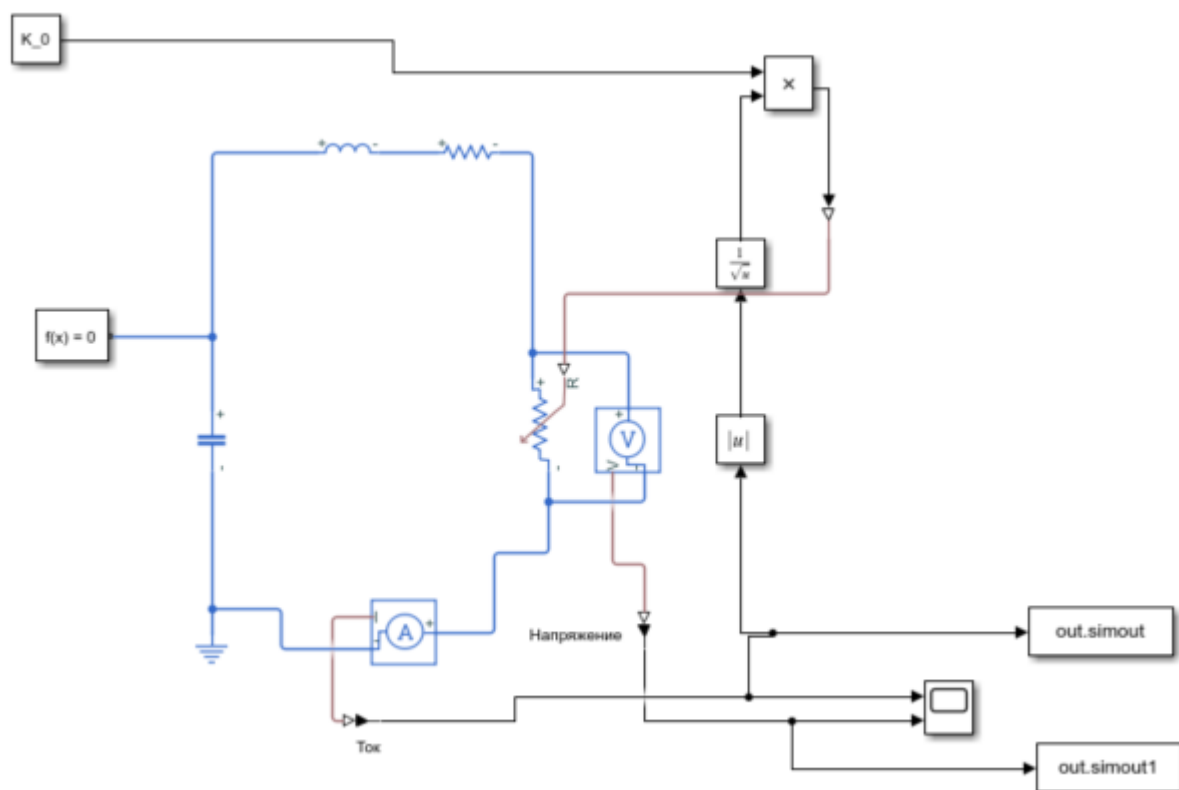 K_0
×
+ - + -
1
√u
f(x) = 0
+
R
+
+
V
|u|
-
-
V
-
I
A
+
-
Напряжение
out.simout
Ток
out.simout1